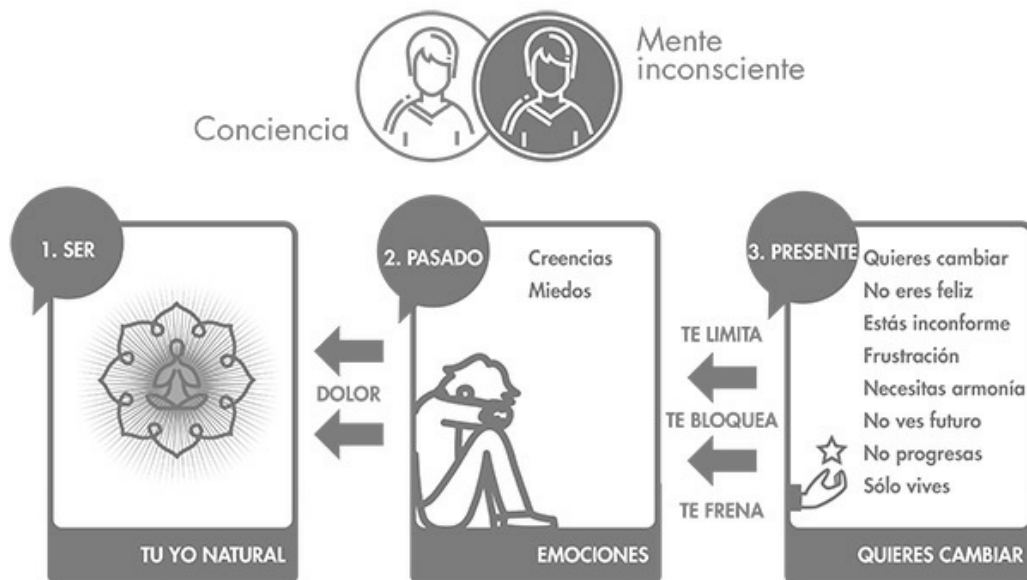 Mente
inconsciente
Conciencia
1. SER
TU YO NATURAL
DOLOR
2. PASADO
Creencias
Miedos
EMOCIONES
TE LIMITA
TE BLOQUEA
TE FRENA
3. PRESENTE
Quieres cambiar
No eres feliz
Estás inconforme
Frustración
Necesitas armonía
No ves futuro
No progresas
Sólo vives
QUIERES CAMBIAR